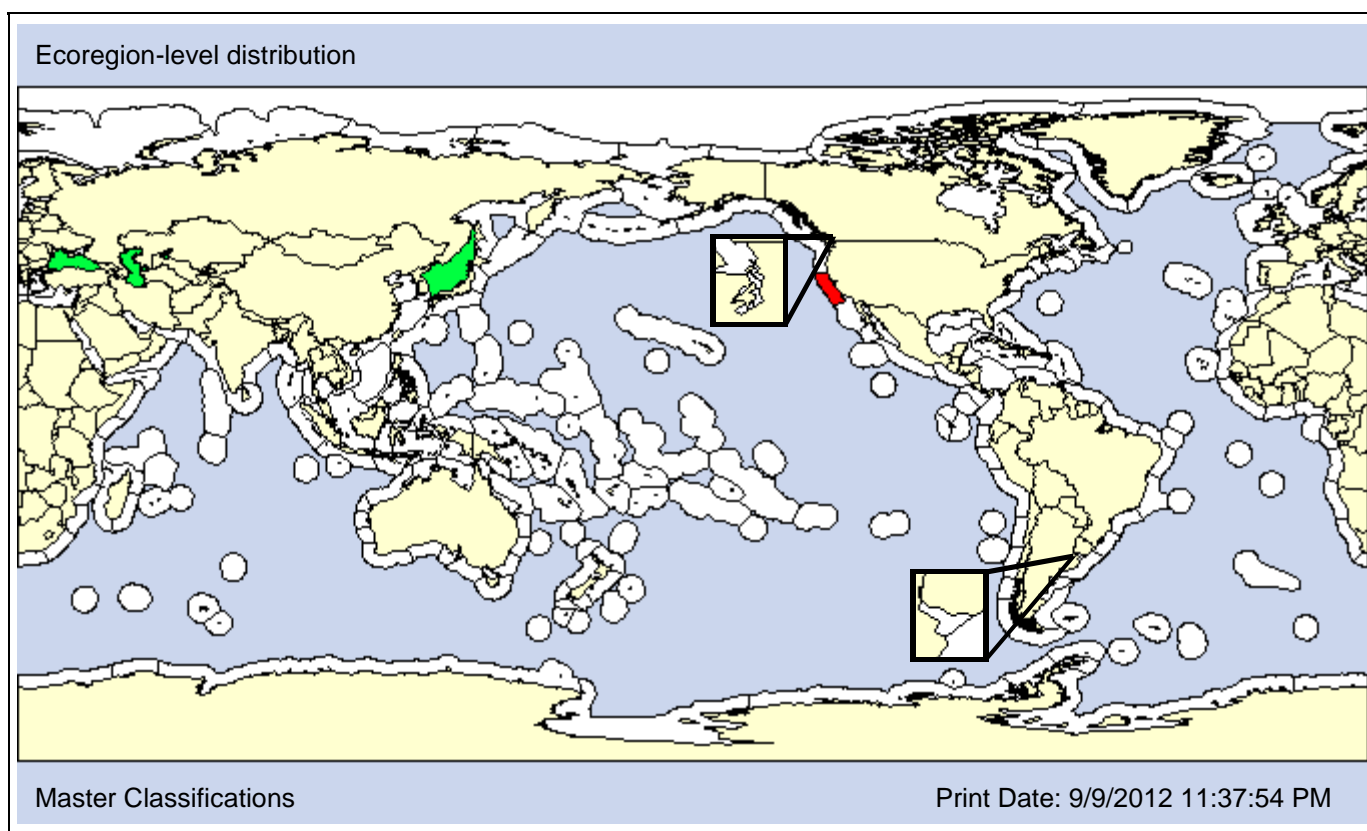 Ecoregion-level distribution
Master Classifications
Print Date: 9/9/2012 11:37:54 PM